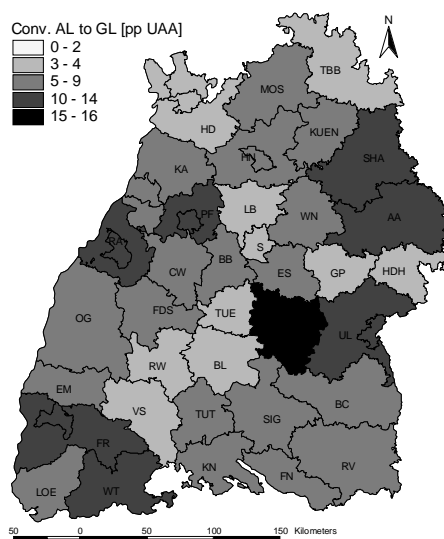 Conv. AL to GL [pp UAA]
0 - 2
3 - 4
5 - 9
10 - 14
15 - 16
N
TBB
MOS
HD
KUEN
HN
SHA
KA
PF
LB
WN
AA
RA
S
CW
BB
ES
GP
HDH
OG
FDS
TUE
UL
RW
BL
EM
VS
TUT
SIG
BC
FR
KN
FN
RV
LOE
WT
50 0 50 100 150 Kilometers